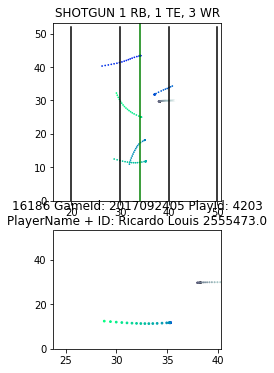 SHOTGUN 1 RB, 1 TE, 3 WR
50
40
30
20
10
0
20 30 40 50
16186 GameId: 2017092405 PlayId: 4203
PlayerName + ID: Ricardo Louis 2555473.0
40
20
0
25 30 35 40